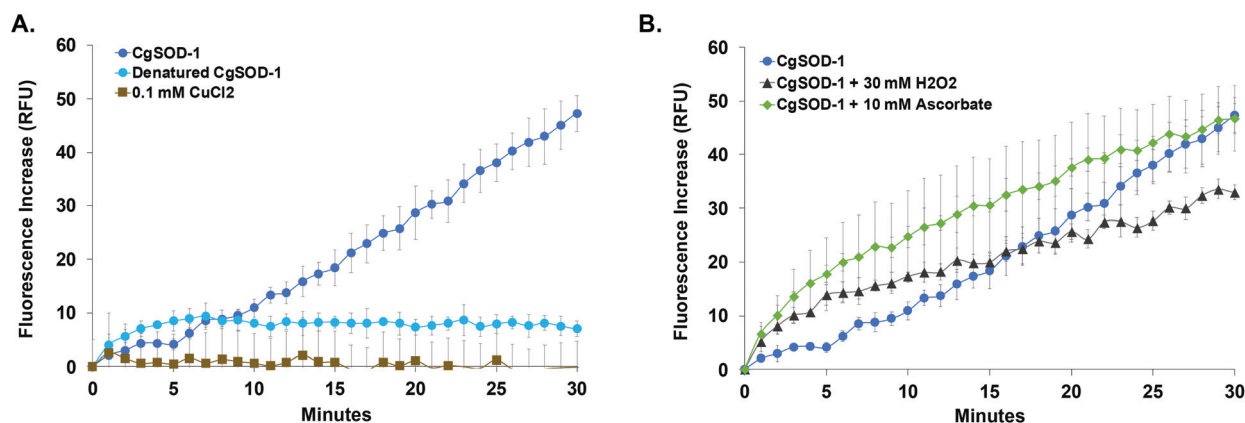 A.
60
50
40
30
20
10
0
Fluorescence Increase (RFU)
CgSOD-1
Denatured CgSOD-1
0.1 mM CuCl2
0 5 10 15 20 25 30
Minutes
B.
60
50
40
30
20
10
0
Fluorescence Increase (RFU)
CgSOD-1
CgSOD-1 + 30 mM H2O2
CgSOD-1 + 10 mM Ascorbate
0 5 10 15 20 25 30
Minutes